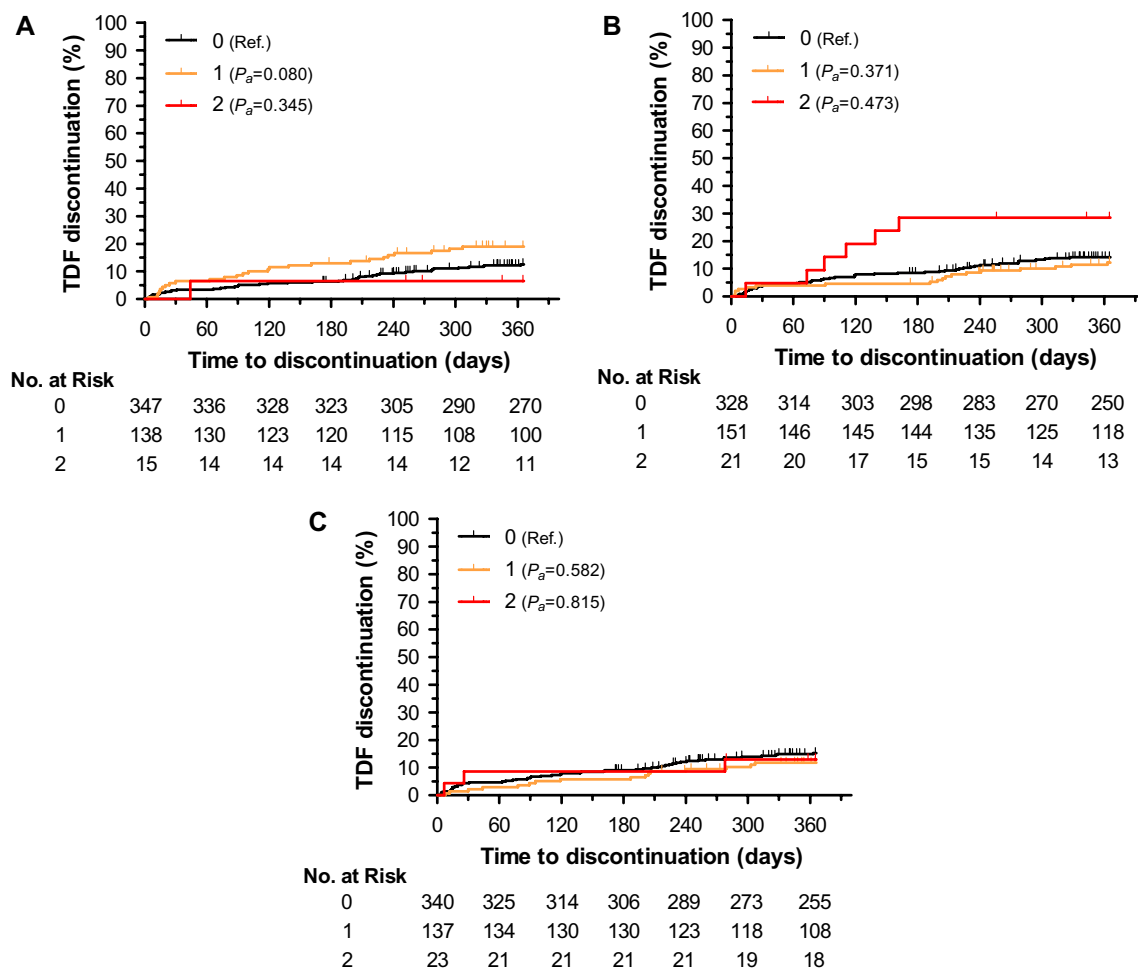 A
TDF discontinuation (%)
100
90
80
70
60
50
40
30
20
10
0
0 (Ref.)
1 (Pa=0.080)
2 (Pa=0.345)
0 60 120 180 240 300 360
Time to discontinuation (days)
No. at Risk
0 347 336 328 323 305 290 270
1 138 130 123 120 115 108 100
2 15 14 14 14 14 12 11
B
TDF discontinuation (%)
100
90
80
70
60
50
40
30
20
10
0
0 (Ref.)
1 (Pa=0.371)
2 (Pa=0.473)
0 60 120 180 240 300 360
Time to discontinuation (days)
No. at Risk
0 328 314 303 298 283 270 250
1 151 146 145 144 135 125 118
2 21 20 17 15 15 14 13
C
TDF discontinuation (%)
100
90
80
70
60
50
40
30
20
10
0
0 (Ref.)
1 (Pa=0.582)
2 (Pa=0.815)
0 60 120 180 240 300 360
Time to discontinuation (days)
No. at Risk
0 340 325 314 306 289 273 255
1 137 134 130 130 123 118 108
2 23 21 21 21 21 19 18